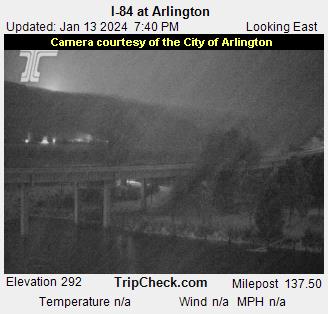 I-84 at Arlington
Updated: Jan 13 2024 7:40 PM Looking East
Camera courtesy of the City of Arlington
Elevation 292 TripCheck.com Milepost 137.50
Temperature n/a Wind n/a MPH n/a